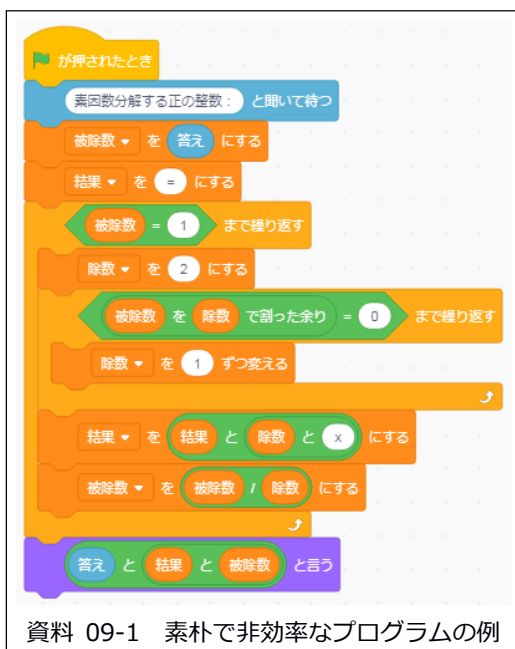 が押されたとき
素因数分解する正の整数： と聞いて待つ
被除数 を 答え にする
結果 を = にする
被除数 = 1 まで繰り返す
除数 を 2 にする
被除数 を 除数 で割った余り = 0 まで繰り返す
除数 を 1 ずつ変える
結果 を 結果 と 除数 と x にする
被除数 を 被除数 / 除数 にする
答え と 結果 と 被除数 と言う
資料 09-1 素朴で非効率なプログラムの例